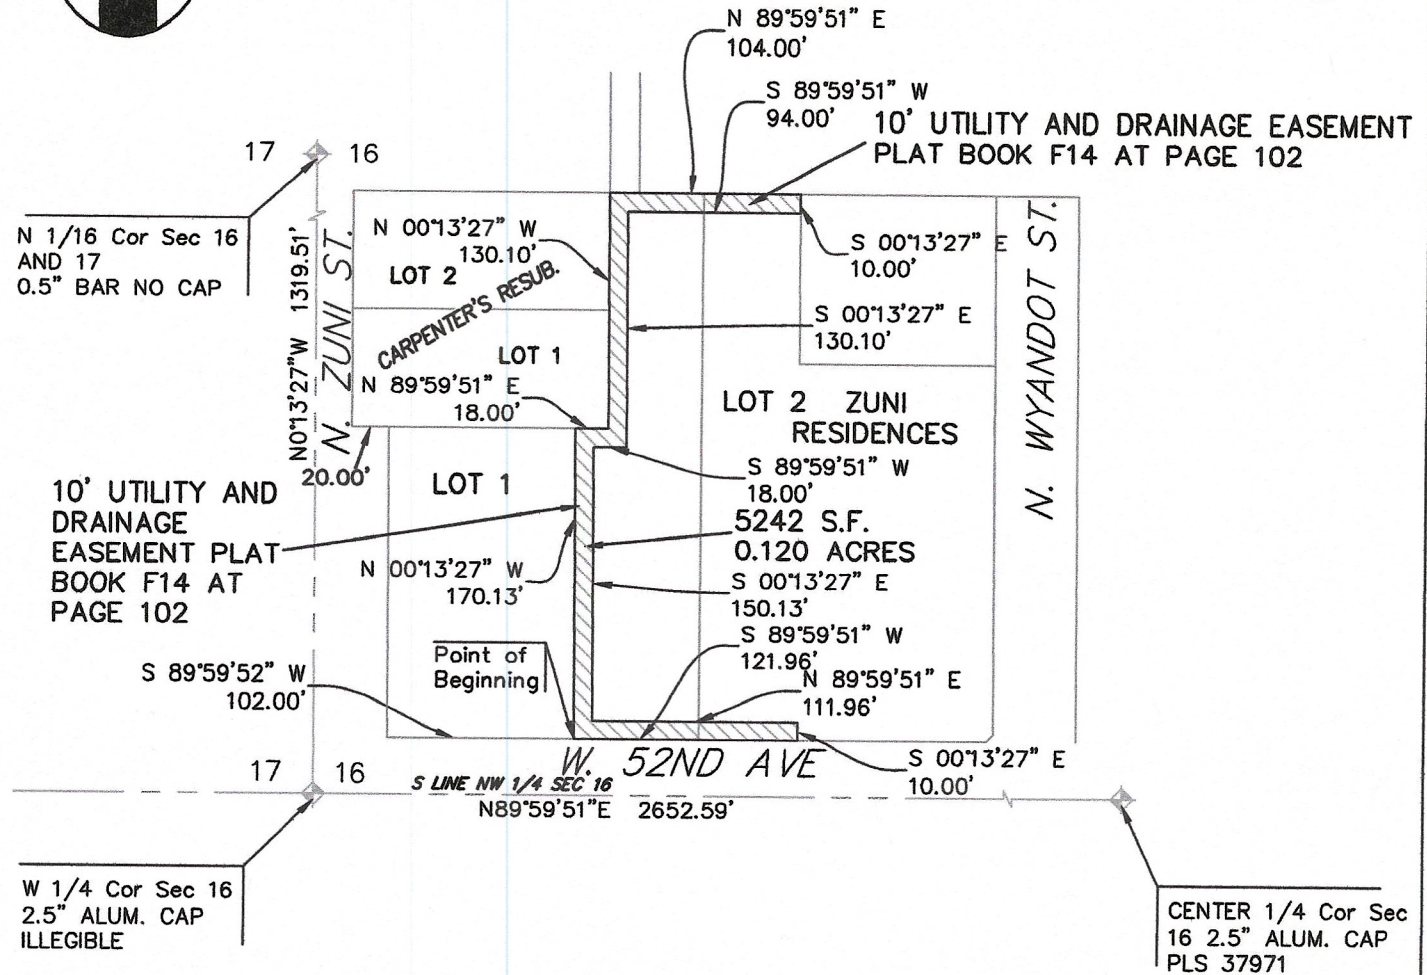 N 89°59'51" E
104.00'
S 89°59'51" W
94.00'
10' UTILITY AND DRAINAGE EASEMENT
PLAT BOOK F14 AT PAGE 102
17 16
N 1/16 Cor Sec 16
AND 17
0.5" BAR NO CAP
N0°13'27"W 1319.51'
N. ZUNI ST.
N 00°13'27" W
130.10'
LOT 2
CARPENTER'S RESUB.
LOT 1
N 89°59'51" E
18.00'
20.00'
S 00°13'27" E
10.00'
S 00°13'27" E
130.10'
N. WYANDOT ST.
LOT 2 ZUNI
RESIDENCES
S 89°59'51" W
18.00'
5242 S.F.
0.120 ACRES
S 00°13'27" E
150.13'
S 89°59'51" W
121.96'
N 89°59'51" E
111.96'
S 00°13'27" E
10.00'
LOT 1
10' UTILITY AND
DRAINAGE
EASEMENT PLAT
BOOK F14 AT
PAGE 102
N 00°13'27" W
170.13'
Point of
Beginning
S 89°59'52" W
102.00'
W. 52ND AVE
17 16
S LINE NW 1/4 SEC 16
N89°59'51"E 2652.59'
W 1/4 Cor Sec 16
2.5" ALUM. CAP
ILLEGIBLE
CENTER 1/4 Cor Sec
16 2.5" ALUM. CAP
PLS 37971